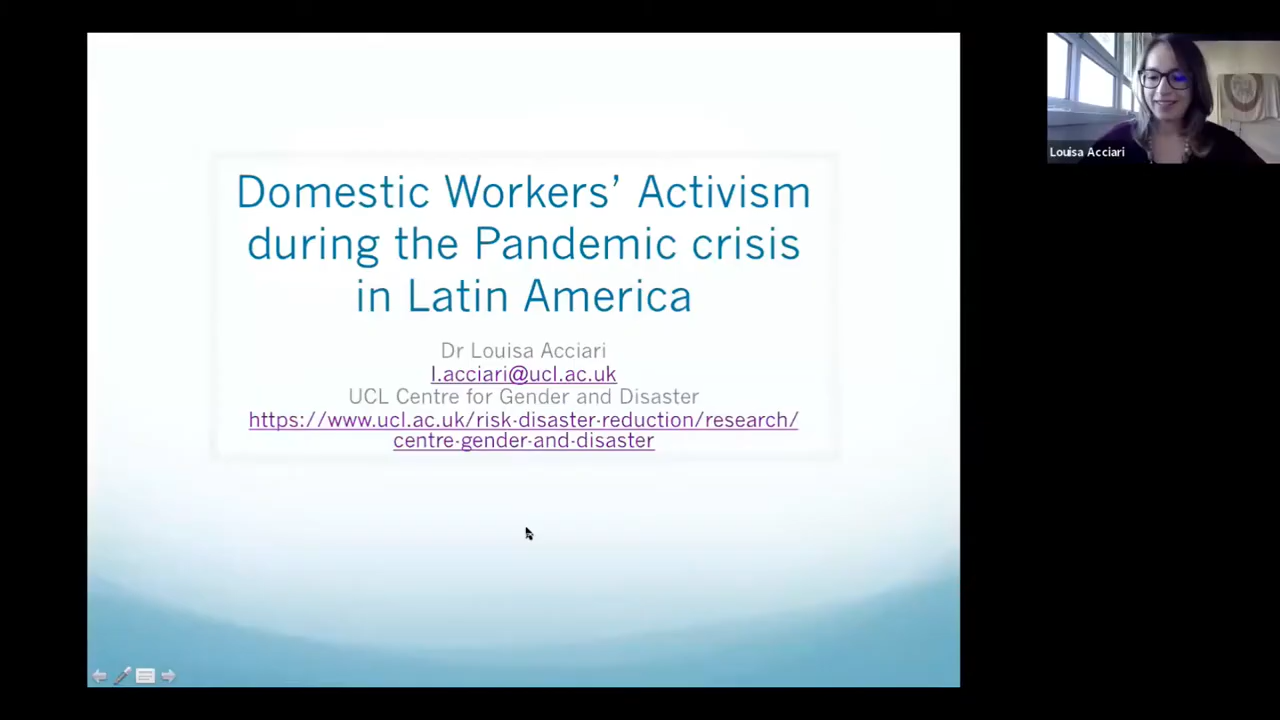 Domestic Workers’ Activism
during the Pandemic crisis
in Latin America
Dr Louisa Acciari
l.acciari@ucl.ac.uk
UCL Centre for Gender and Disaster
https://www.ucl.ac.uk/risk-disaster-reduction/research/
centre-gender-and-disaster
Louisa Acciari